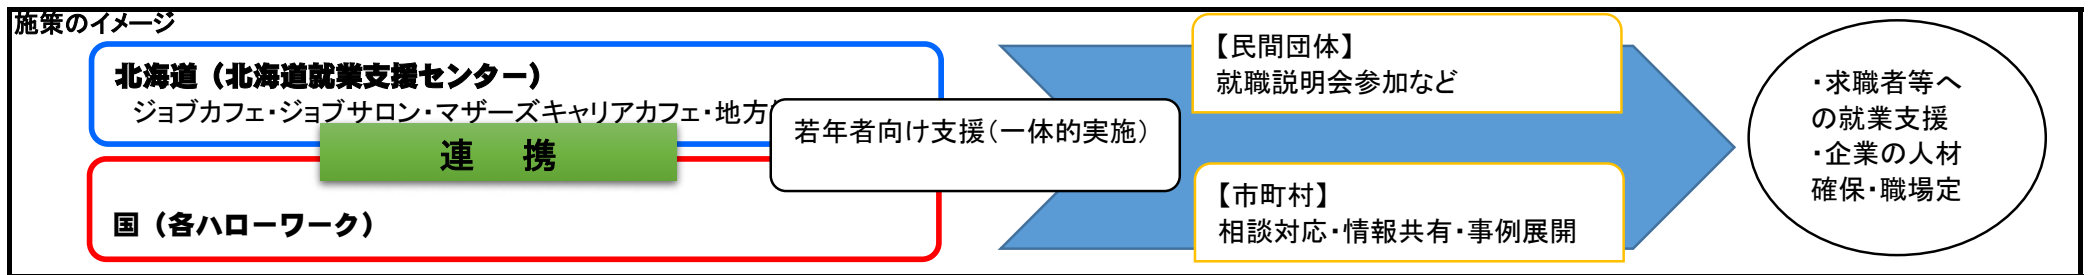 施策のイメージ
北海道（北海道就業支援センター）
ジョブカフェ・ジョブサロン・マザーズキャリアカフェ・地方
連　携
国（各ハローワーク）
若年者向け支援（一体的実施）
【民間団体】
就職説明会参加など
【市町村】
相談対応・情報共有・事例展開
・求職者等へ
の就業支援
・企業の人材
確保・職場定